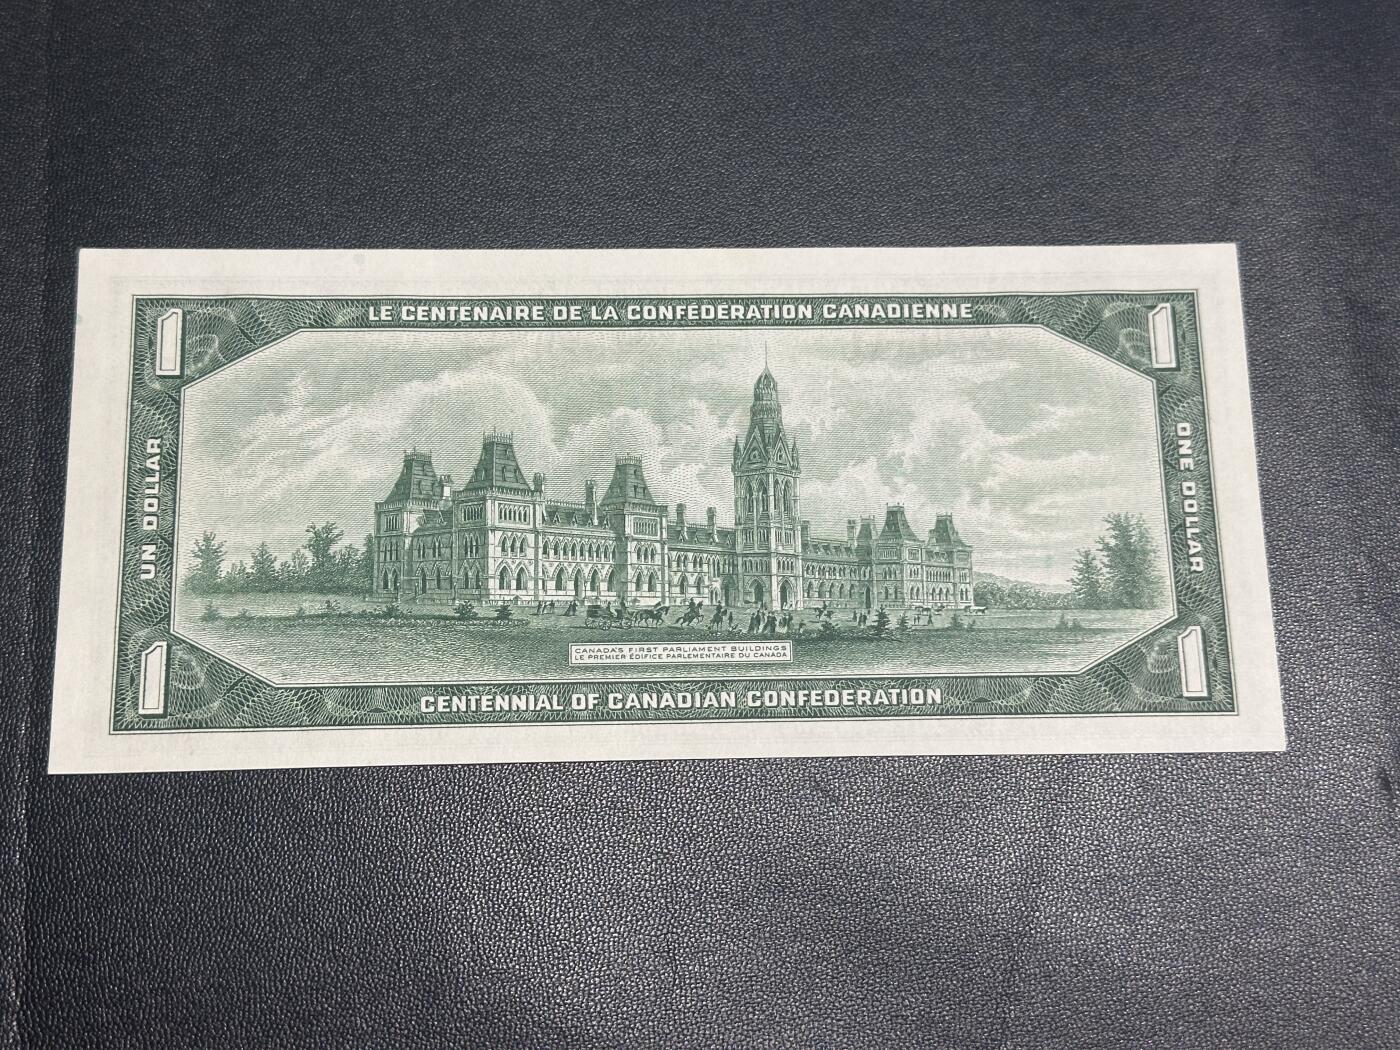 LE CENTENAIRE DE LA CONFÉDÉRATION CANADIENNE
1
1
UN DOLLAR
ONE DOLLAR
CANADA'S FIRST PARLIAMENT BUILDINGS
LE PREMIER ÉDIFICE PARLEMENTAIRE DU CANADA
1
1
CENTENNIAL OF CANADIAN CONFEDERATION